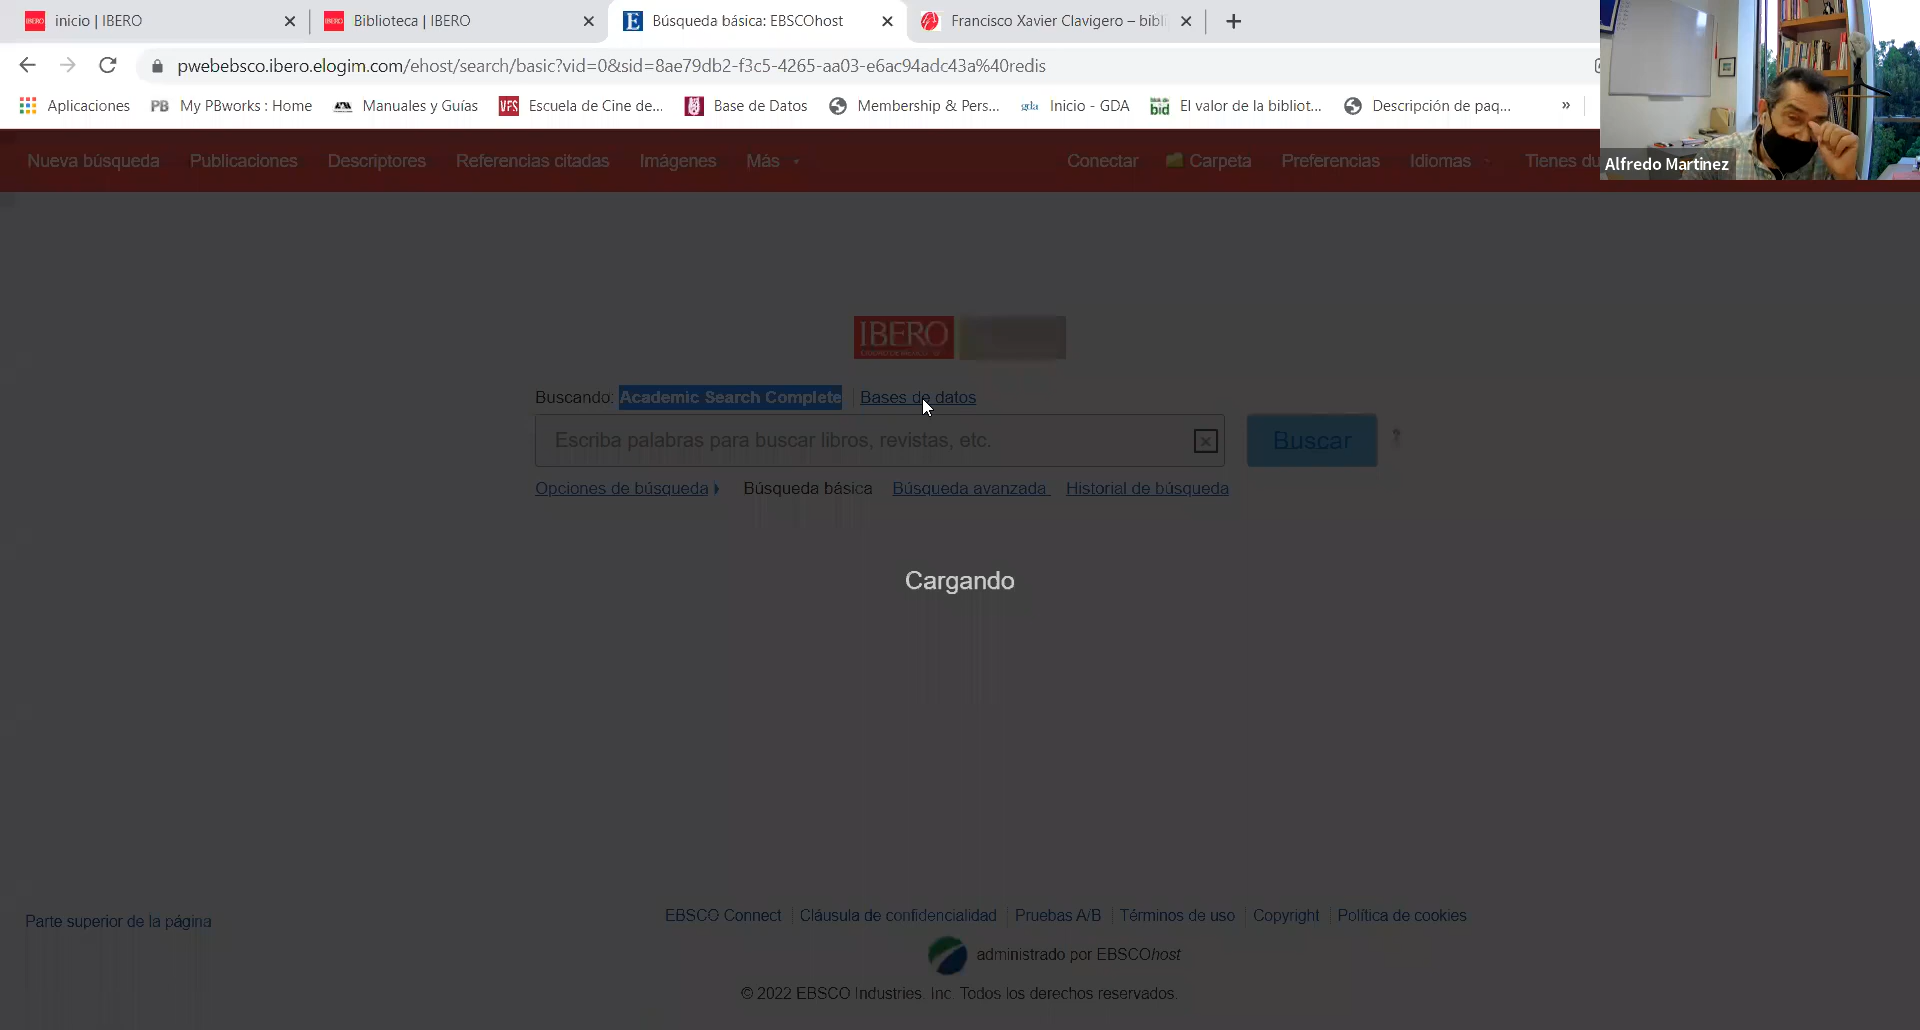 inicio | IBERO
Biblioteca | IBERO
Búsqueda básica: EBSCOhost
Francisco Xavier Clavigero – bibli
pwebebsco.ibero.elogim.com/ehost/search/basic?vid=0&sid=8ae79db2-f3c5-4265-aa03-e6ac94adc43a%40redis
Aplicaciones
PB My PBworks : Home
Manuales y Guías
Escuela de Cine de...
Base de Datos
Membership & Pers...
gda Inicio - GDA
bid El valor de la bibliot...
Descripción de paq...
»
Alfredo Martinez
Nueva búsqueda Publicaciones Descriptores Referencias citadas Imágenes Más
Conectar Carpeta Preferencias Idiomas Tienes du
IBERO
Buscando: Academic Search Complete Bases de datos
Escriba palabras para buscar libros, revistas, etc.
Buscar
?
Opciones de búsqueda Búsqueda básica Búsqueda avanzada Historial de búsqueda
Cargando
Parte superior de la página
EBSCO Connect Cláusula de confidencialidad Pruebas A/B Términos de uso Copyright Política de cookies
administrado por EBSCOhost
© 2022 EBSCO Industries, Inc. Todos los derechos reservados.